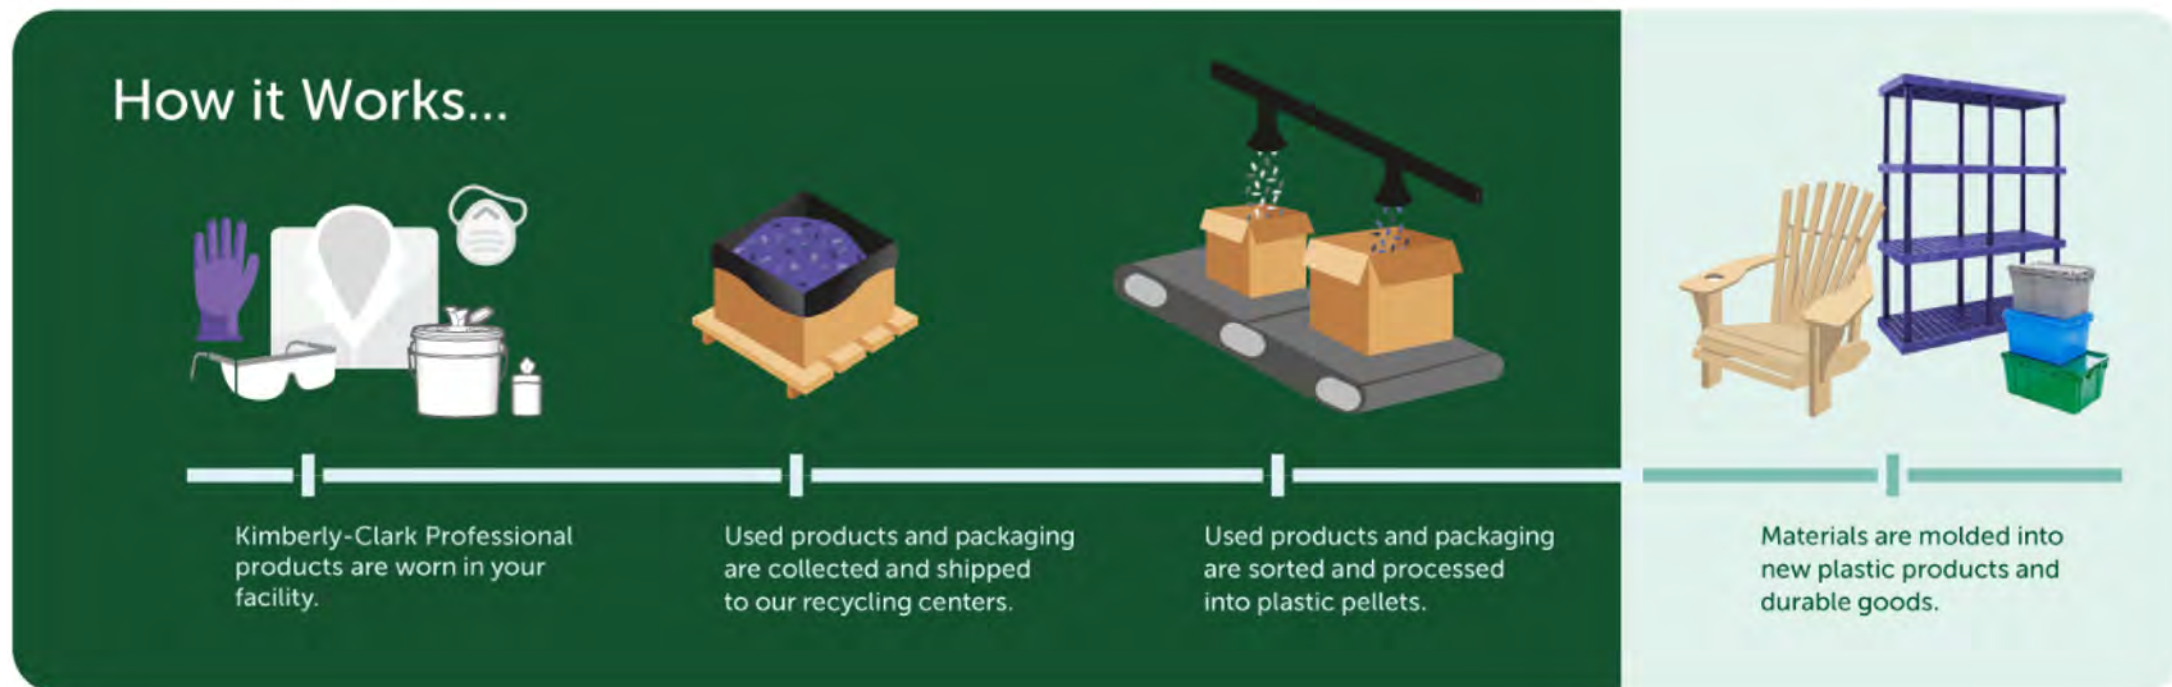 How it Works...
Kimberly-Clark Professional
products are worn in your
facility.
Used products and packaging
are collected and shipped
to our recycling centers.
Used products and packaging
are sorted and processed
into plastic pellets.
Materials are molded into
new plastic products and
durable goods.